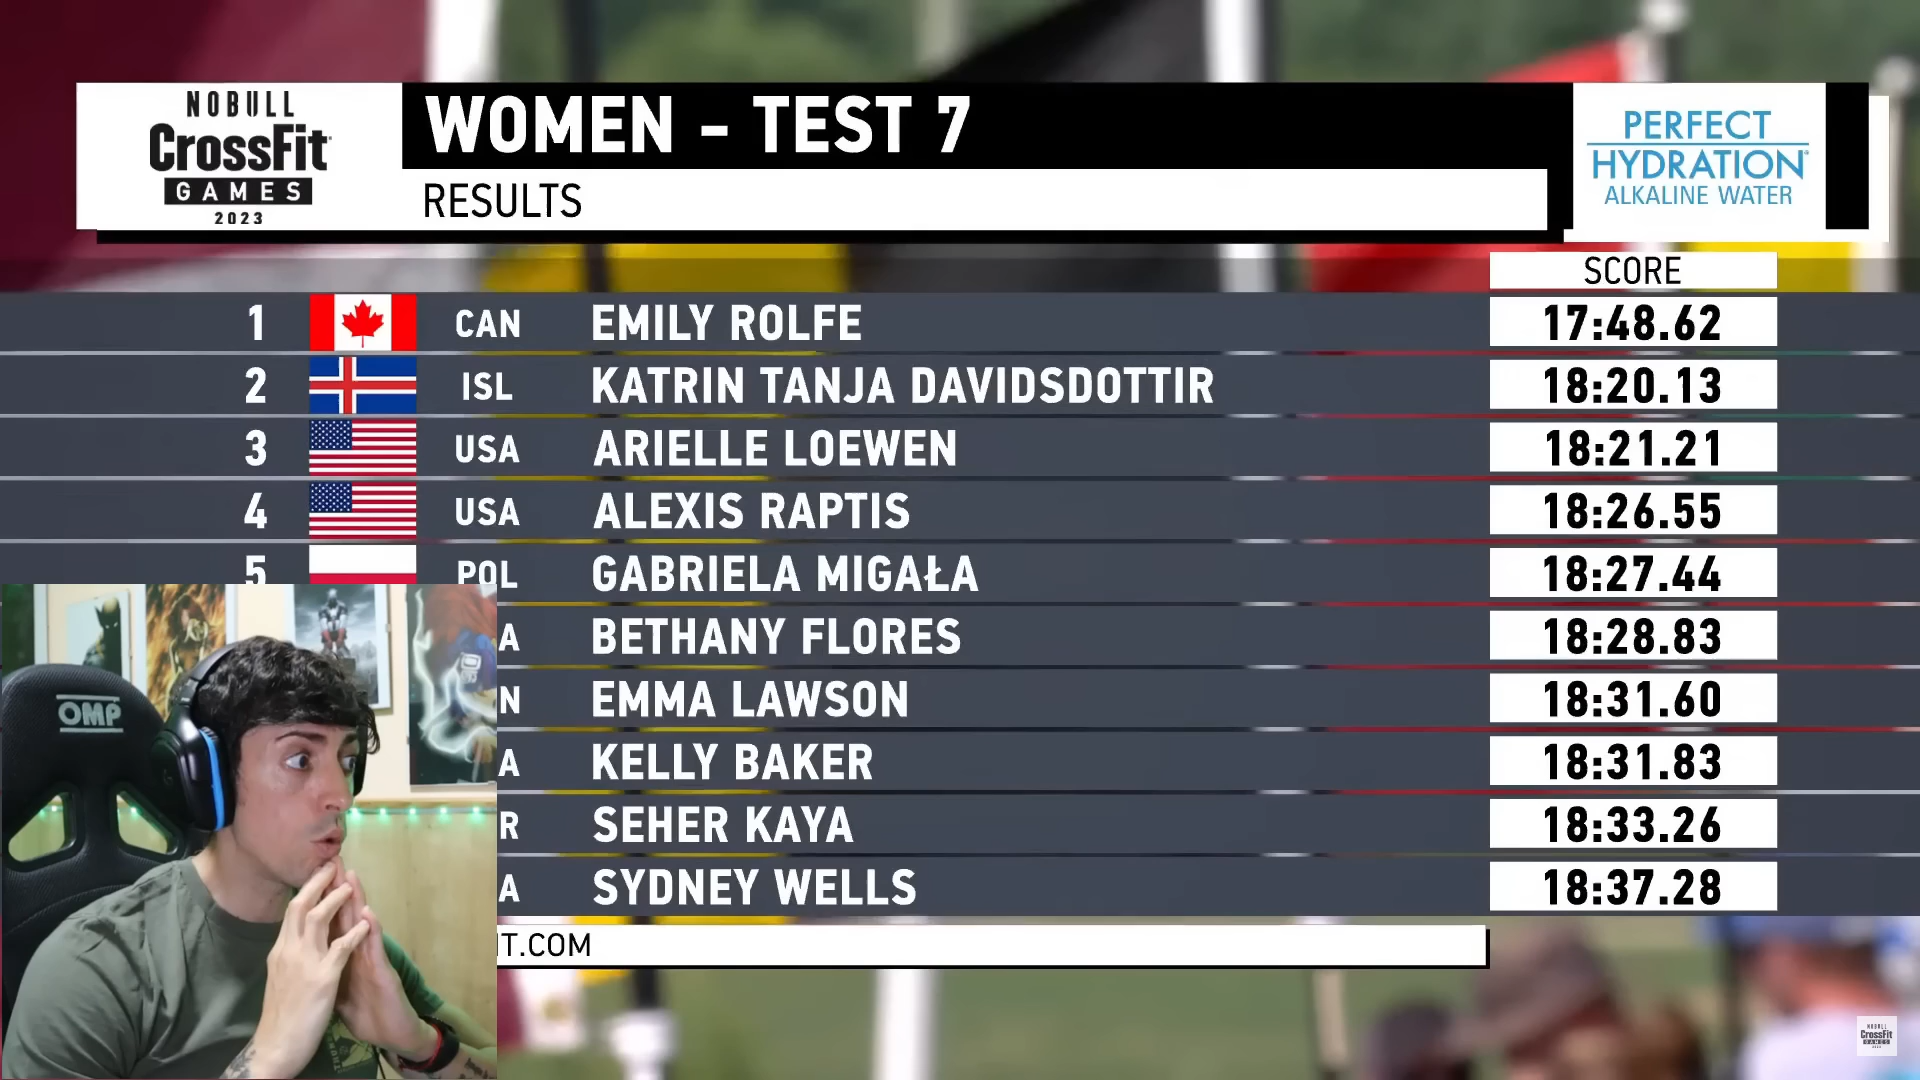 NOBULL
CrossFit
GAMES
2023
WOMEN - TEST 7
RESULTS
PERFECT
HYDRATION
ALKALINE WATER
SCORE
1 CAN EMILY ROLFE 17:48.62
2 ISL KATRIN TANJA DAVIDSDOTTIR 18:20.13
3 USA ARIELLE LOEWEN 18:21.21
4 USA ALEXIS RAPTIS 18:26.55
5 POL GABRIELA MIGAŁA 18:27.44
A BETHANY FLORES 18:28.83
N EMMA LAWSON 18:31.60
A KELLY BAKER 18:31.83
R SEHER KAYA 18:33.26
A SYDNEY WELLS 18:37.28
IT.COM
OMP
NOBULL
CrossFit
GAMES